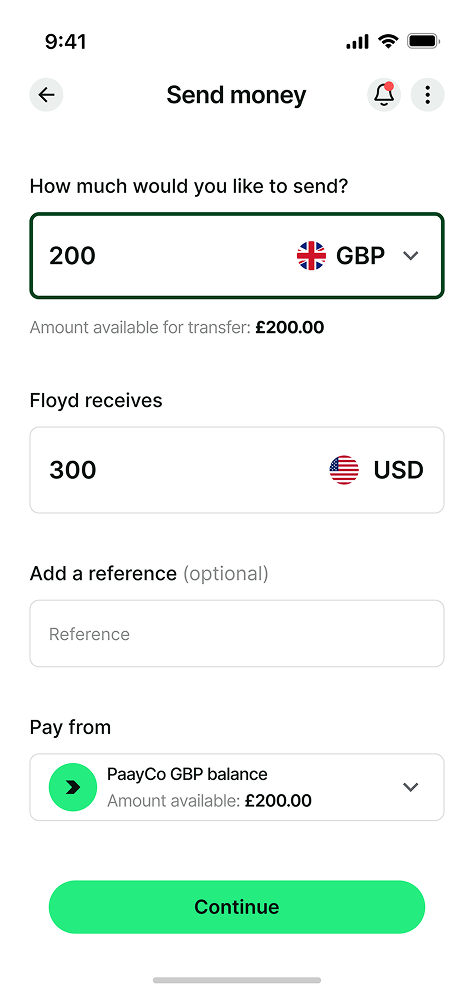 9:41
Send money
How much would you like to send?
200 GBP
Amount available for transfer: £200.00
Floyd receives
300 USD
Add a reference (optional)
Reference
Pay from
PaayCo GBP balance
Amount available: £200.00
Continue